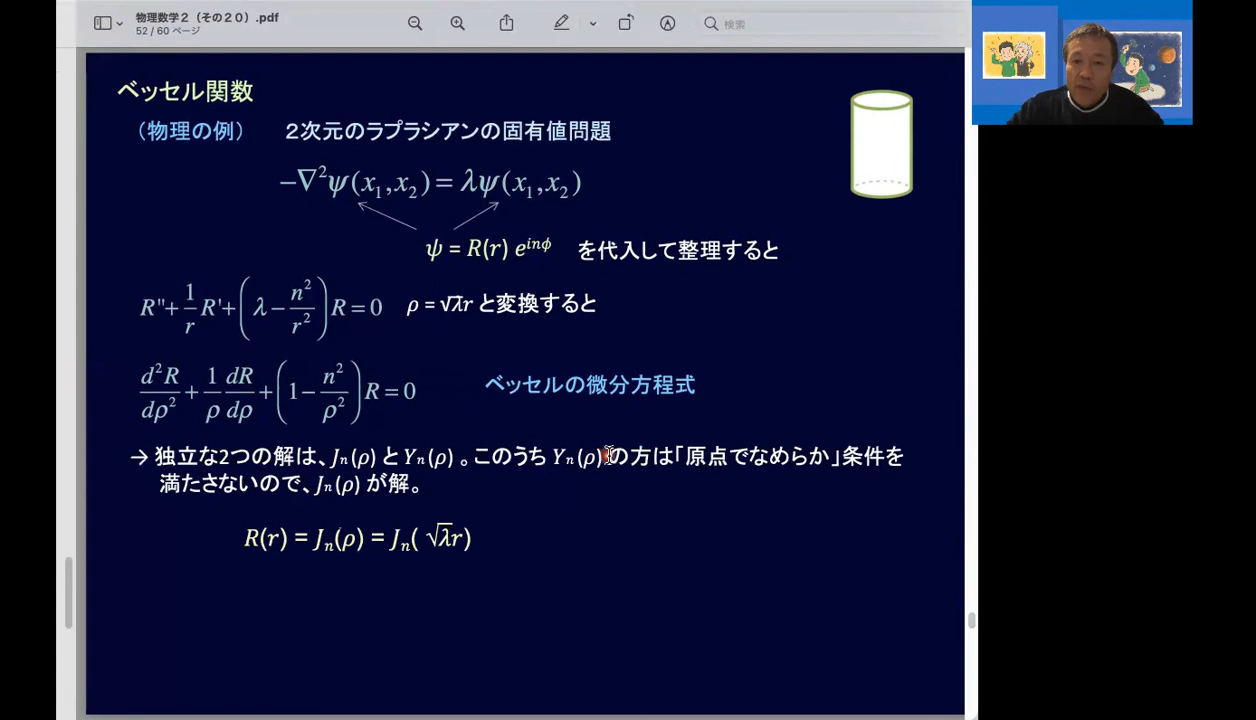 物理数学２（その２０）.pdf
52 / 60 ページ
検索
ベッセル関数
（物理の例） ２次元のラプラシアンの固有値問題
−∇²ψ(x₁,x₂) = λψ(x₁,x₂)
ψ = R(r) e^{inϕ} を代入して整理すると
R''+ 1/r R'+ (λ − n²/r²) R = 0 ρ = √λr と変換すると
d²R/dρ² + 1/ρ dR/dρ + (1− n²/ρ²) R = 0 ベッセルの微分方程式
→ 独立な2つの解は、Jₙ(ρ) と Yₙ(ρ) 。このうち Yₙ(ρ) の方は「原点でなめらか」条件を
満たさないので、Jₙ(ρ) が解。
R(r) = Jₙ(ρ) = Jₙ( √λr)